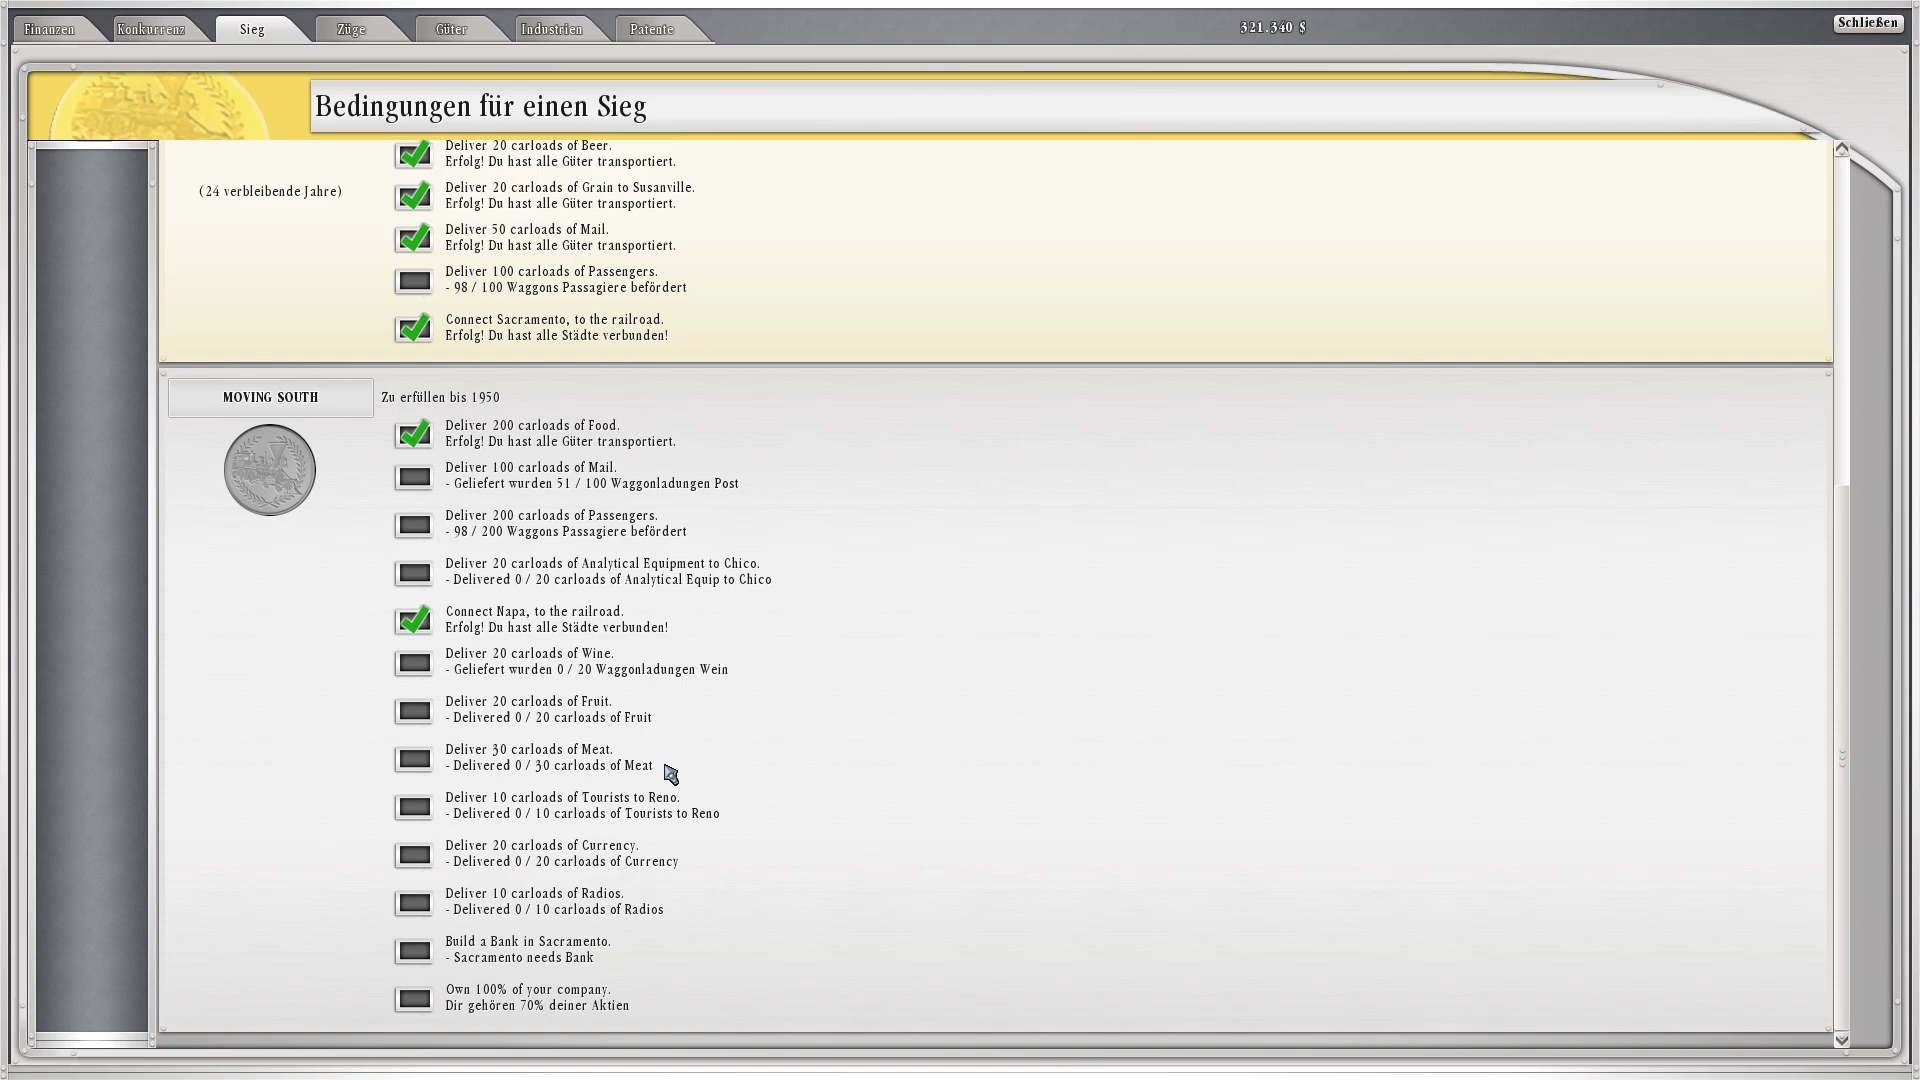 Finanzen Konkurrenz Sieg Züge Güter Industrien Patente 321.340 $ Schließen
Bedingungen für einen Sieg
Deliver 20 carloads of Beer.
Erfolg! Du hast alle Güter transportiert.
(24 verbleibende Jahre)
Deliver 20 carloads of Grain to Susanville.
Erfolg! Du hast alle Güter transportiert.
Deliver 50 carloads of Mail.
Erfolg! Du hast alle Güter transportiert.
Deliver 100 carloads of Passengers.
- 98 / 100 Waggons Passagiere befördert
Connect Sacramento, to the railroad.
Erfolg! Du hast alle Städte verbunden!
MOVING SOUTH
Zu erfüllen bis 1950
Deliver 200 carloads of Food.
Erfolg! Du hast alle Güter transportiert.
Deliver 100 carloads of Mail.
- Geliefert wurden 51 / 100 Waggonladungen Post
Deliver 200 carloads of Passengers.
- 98 / 200 Waggons Passagiere befördert
Deliver 20 carloads of Analytical Equipment to Chico.
- Delivered 0 / 20 carloads of Analytical Equip to Chico
Connect Napa, to the railroad.
Erfolg! Du hast alle Städte verbunden!
Deliver 20 carloads of Wine.
- Geliefert wurden 0 / 20 Waggonladungen Wein
Deliver 20 carloads of Fruit.
- Delivered 0 / 20 carloads of Fruit
Deliver 30 carloads of Meat.
- Delivered 0 / 30 carloads of Meat
Deliver 10 carloads of Tourists to Reno.
- Delivered 0 / 10 carloads of Tourists to Reno
Deliver 20 carloads of Currency.
- Delivered 0 / 20 carloads of Currency
Deliver 10 carloads of Radios.
- Delivered 0 / 10 carloads of Radios
Build a Bank in Sacramento.
- Sacramento needs Bank
Own 100% of your company.
Dir gehören 70% deiner Aktien